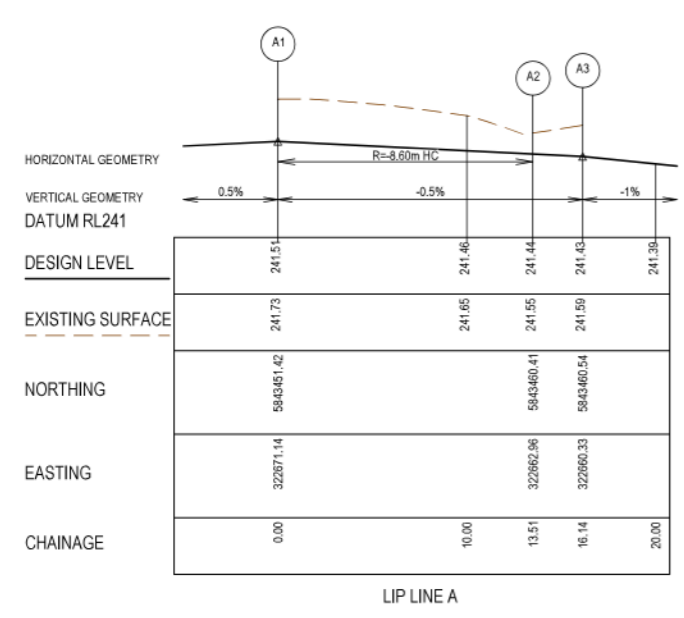 A1
A2
A3
HORIZONTAL GEOMETRY
R=-8.60m HC
VERTICAL GEOMETRY
0.5%
-0.5%
-1%
DATUM RL241
DESIGN LEVEL
241.51
241.46
241.44
241.43
241.39
EXISTING SURFACE
241.73
241.65
241.55
241.59
NORTHING
5843451.42
5843460.41
5843460.54
EASTING
322671.14
322662.96
322660.33
CHAINAGE
0.00
10.00
13.51
16.14
20.00
LIP LINE A